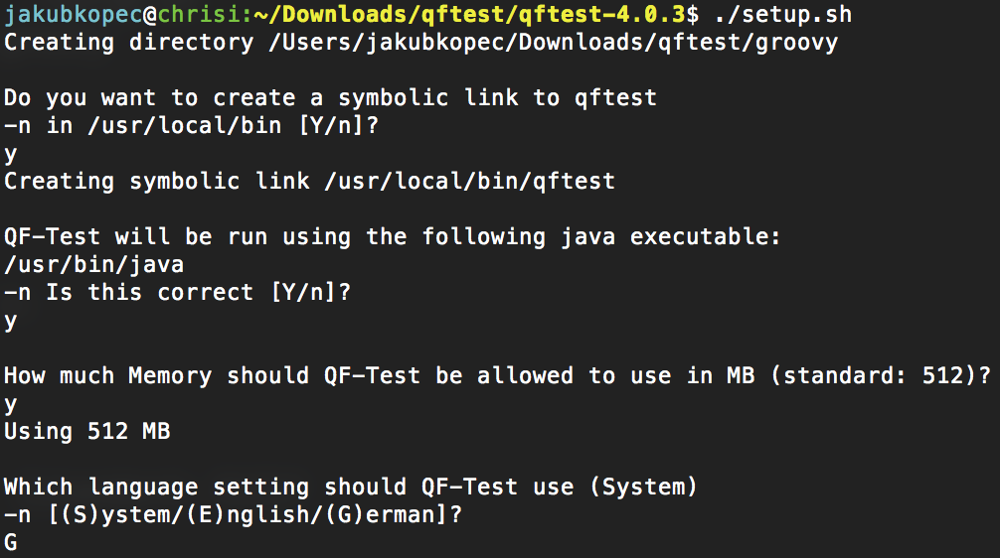 jakubkopec@chrisi:~/Downloads/qftest/qftest-4.0.3$ ./setup.sh
Creating directory /Users/jakubkopec/Downloads/qftest/groovy
Do you want to create a symbolic link to qftest
-n in /usr/local/bin [Y/n]?
y
Creating symbolic link /usr/local/bin/qftest
QF-Test will be run using the following java executable:
/usr/bin/java
-n Is this correct [Y/n]?
y
How much Memory should QF-Test be allowed to use in MB (standard: 512)?
y
Using 512 MB
Which language setting should QF-Test use (System)
-n [(S)ystem/(E)nglish/(G)erman]?
G